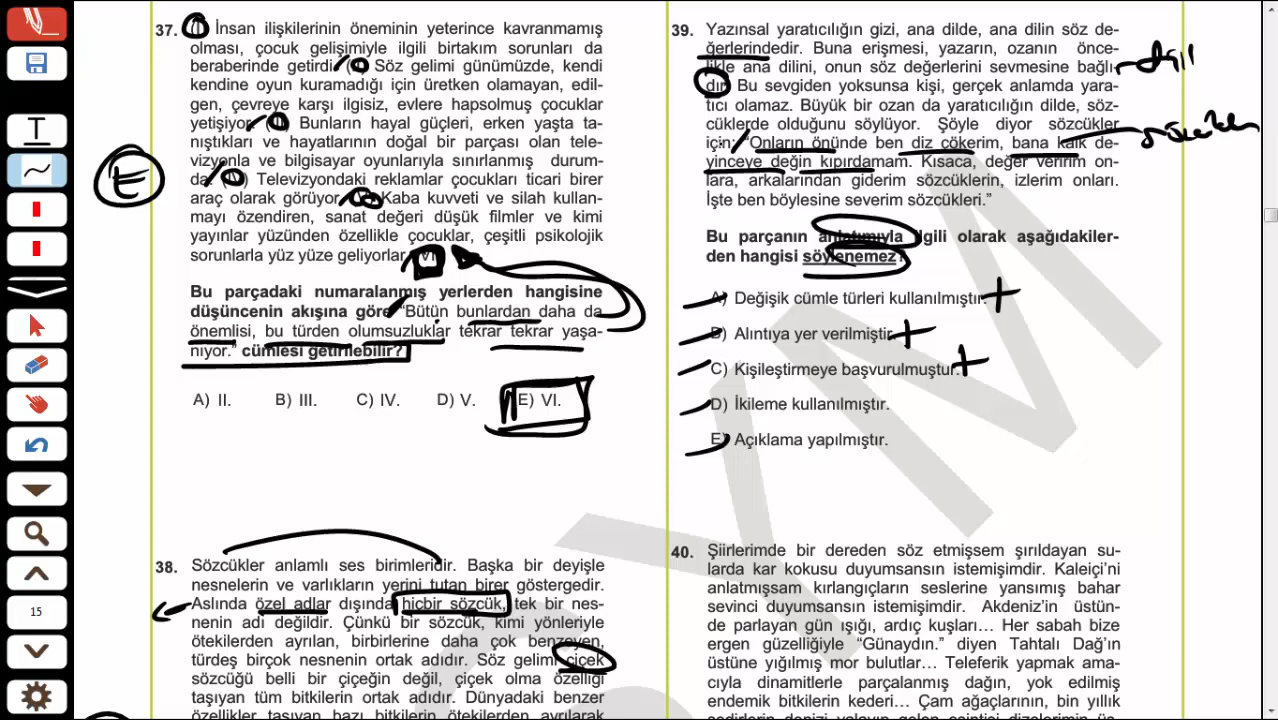 37. İnsan ilişkilerinin öneminin yeterince kavranmamış
olması, çocuk gelişimiyle ilgili birtakım sorunları da
beraberinde getirdi. Söz gelimi günümüzde, kendi
kendine oyun kuramadığı için üretken olamayan, edil-
gen, çevreye karşı ilgisiz, evlere hapsolmuş çocuklar
yetişiyor. Bunların hayal güçleri, erken yaşta ta-
nıştıkları ve hayatlarının doğal bir parçası olan tele-
vizyonla ve bilgisayar oyunlarıyla sınırlanmış durum-
da. Televizyondaki reklamlar çocukları ticari birer
araç olarak görüyor. Kaba kuvveti ve silah kullan-
mayı özendiren, sanat değeri düşük filmler ve kimi
yayınlar yüzünden özellikle çocuklar, çeşitli psikolojik
sorunlarla yüz yüze geliyorlar. (VI)
Bu parçadaki numaralanmış yerlerden hangisine
düşüncenin akışına göre “Bütün bunlardan daha da
önemlisi, bu türden olumsuzluklar tekrar tekrar yaşa-
nıyor.” cümlesi getirilebilir?
A) II. B) III. C) IV. D) V. E) VI.
E
38. Sözcükler anlamlı ses birimleridir. Başka bir deyişle
nesnelerin ve varlıkların yerini tutan birer göstergedir.
Aslında özel adlar dışında hiçbir sözcük, tek bir nes-
nenin adı değildir. Çünkü bir sözcük, kimi yönleriyle
ötekilerden ayrılan, birbirlerine daha çok benzeyen,
türdeş birçok nesnenin ortak adıdır. Söz gelimi çiçek
sözcüğü belli bir çiçeğin değil, çiçek olma özelliği
taşıyan tüm bitkilerin ortak adıdır. Dünyadaki benzer
özellikler taşıyan bazı bitkilerin ötekilerden ayrılarak
39. Yazınsal yaratıcılığın gizi, ana dilde, ana dilin söz de-
ğerlerindedir. Buna erişmesi, yazarın, ozanın önce-
likle ana dilini, onun söz değerlerini sevmesine bağlı-
dır. Bu sevgiden yoksunsa kişi, gerçek anlamda yara-
tıcı olamaz. Büyük bir ozan da yaratıcılığın dilde, söz-
cüklerde olduğunu söylüyor. Şöyle diyor sözcükler
için: “Onların önünde ben diz çökerim, bana kalk de-
yinceye değin kıpırdamam. Kısaca, değer veririm on-
lara, arkalarından giderim sözcüklerin, izlerim onları.
İşte ben böylesine severim sözcükleri.”
Bu parçanın anlatımıyla ilgili olarak aşağıdakiler-
den hangisi söylenemez?
A) Değişik cümle türleri kullanılmıştır.
B) Alıntıya yer verilmiştir.
C) Kişileştirmeye başvurulmuştur.
D) İkileme kullanılmıştır.
E) Açıklama yapılmıştır.
40. Şiirlerimde bir dereden söz etmişsem şırıldayan su-
larda kar kokusu duyumsansın istemişimdir. Kaleiçi’ni
anlatmışsam kırlangıçların seslerine yansımış bahar
sevinci duyumsansın istemişimdir. Akdeniz’in üstün-
de parlayan gün ışığı, ardıç kuşları… Her sabah bize
ergen güzelliğiyle “Günaydın.” diyen Tahtalı Dağ’ın
üstüne yığılmış mor bulutlar… Teleferik yapmak ama-
cıyla dinamitlerle parçalanmış dağın, yok edilmiş
endemik bitkilerin kederi… Çam ağaçlarının, bin yıllık
15